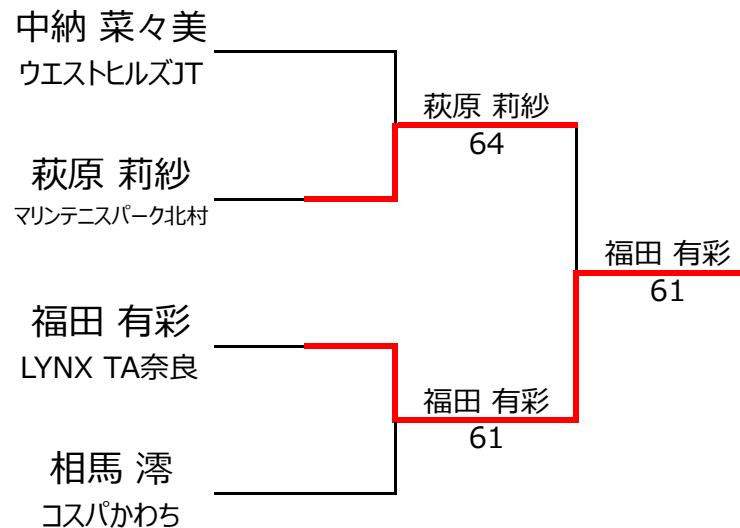 中納 菜々美
ウエストヒルズJT
萩原 莉紗
64
萩原 莉紗
マリンテニスパーク北村
福田 有彩
61
福田 有彩
LYNX TA奈良
福田 有彩
61
相馬 澪
コスパかわち